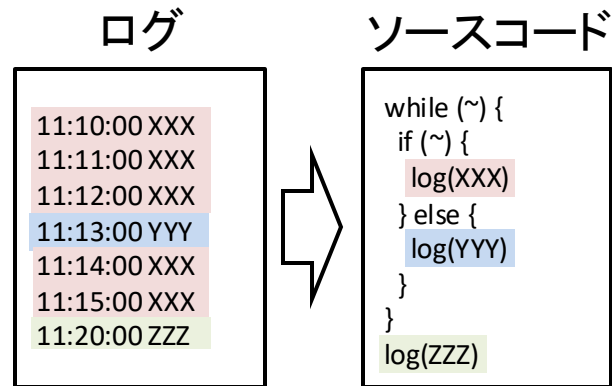 ログ
11:10:00 XXX
11:11:00 XXX
11:12:00 XXX
11:13:00 YYY
11:14:00 XXX
11:15:00 XXX
11:20:00 ZZZ
ソースコード
while (~) {
if (~) {
log(XXX)
} else {
log(YYY)
}
}
log(ZZZ)